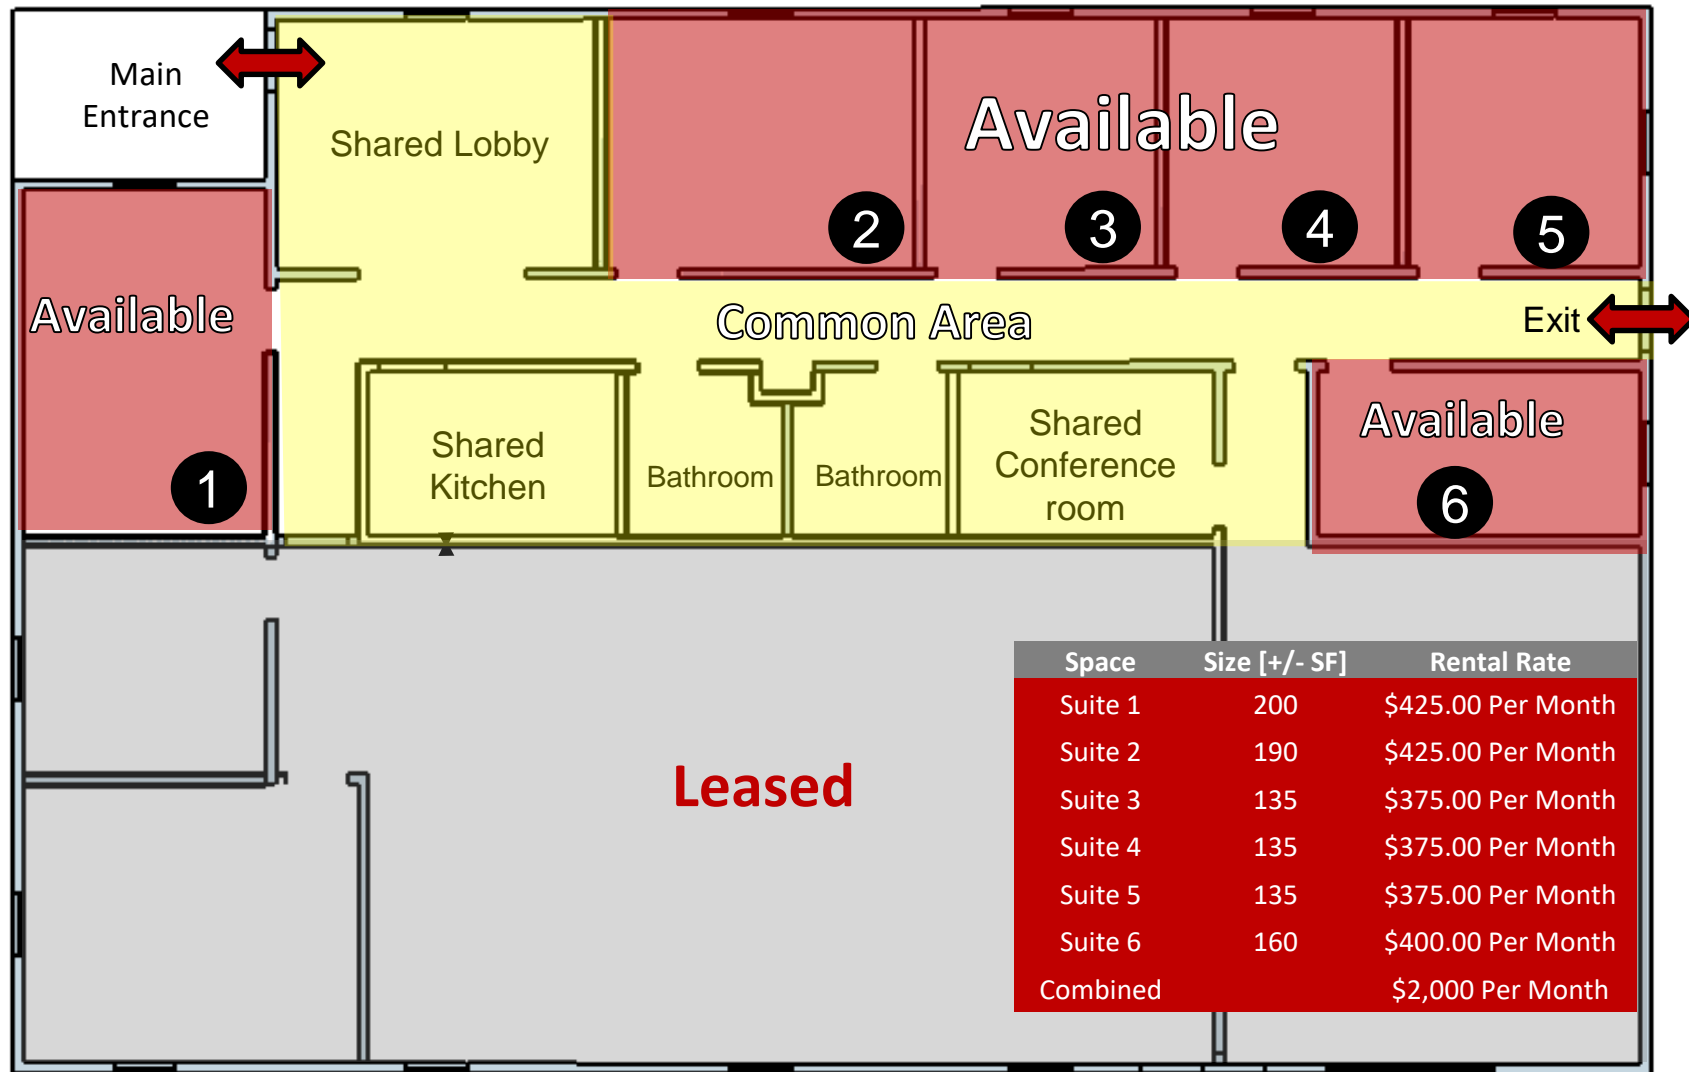 Main
Entrance
Shared Lobby
Available
2
3
4
5
Available
1
Common Area
Exit
Shared
Kitchen
Bathroom
Bathroom
Shared
Conference
room
Available
6
Leased
Space Size [+/- SF] Rental Rate
Suite 1 200 $425.00 Per Month
Suite 2 190 $425.00 Per Month
Suite 3 135 $375.00 Per Month
Suite 4 135 $375.00 Per Month
Suite 5 135 $375.00 Per Month
Suite 6 160 $400.00 Per Month
Combined $2,000 Per Month